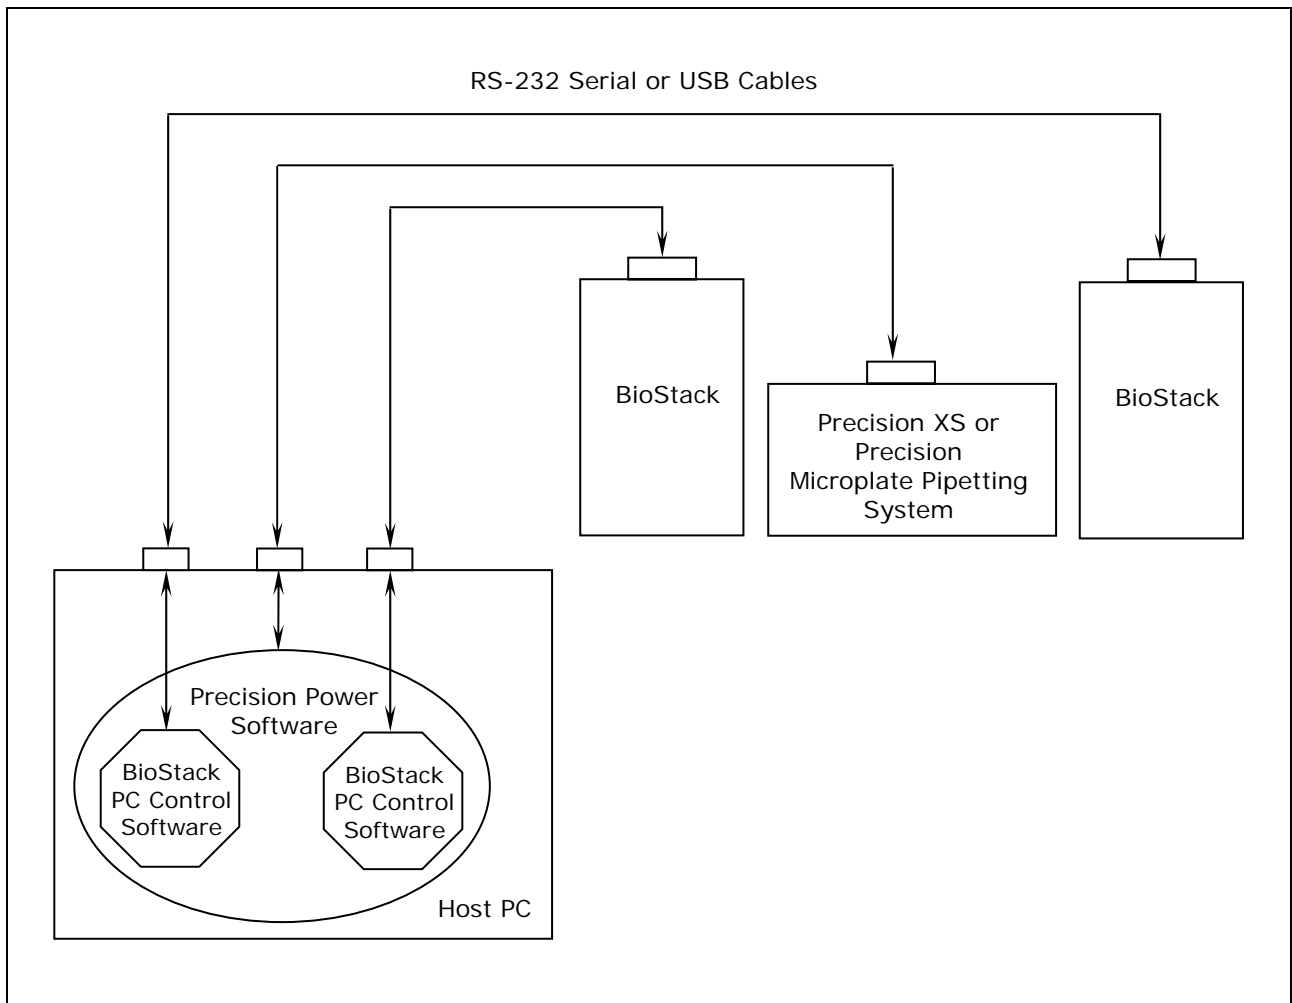 RS-232 Serial or USB Cables
BioStack
Precision XS or
Precision
Microplate Pipetting
System
BioStack
Precision Power
Software
BioStack
PC Control
Software
BioStack
PC Control
Software
Host PC